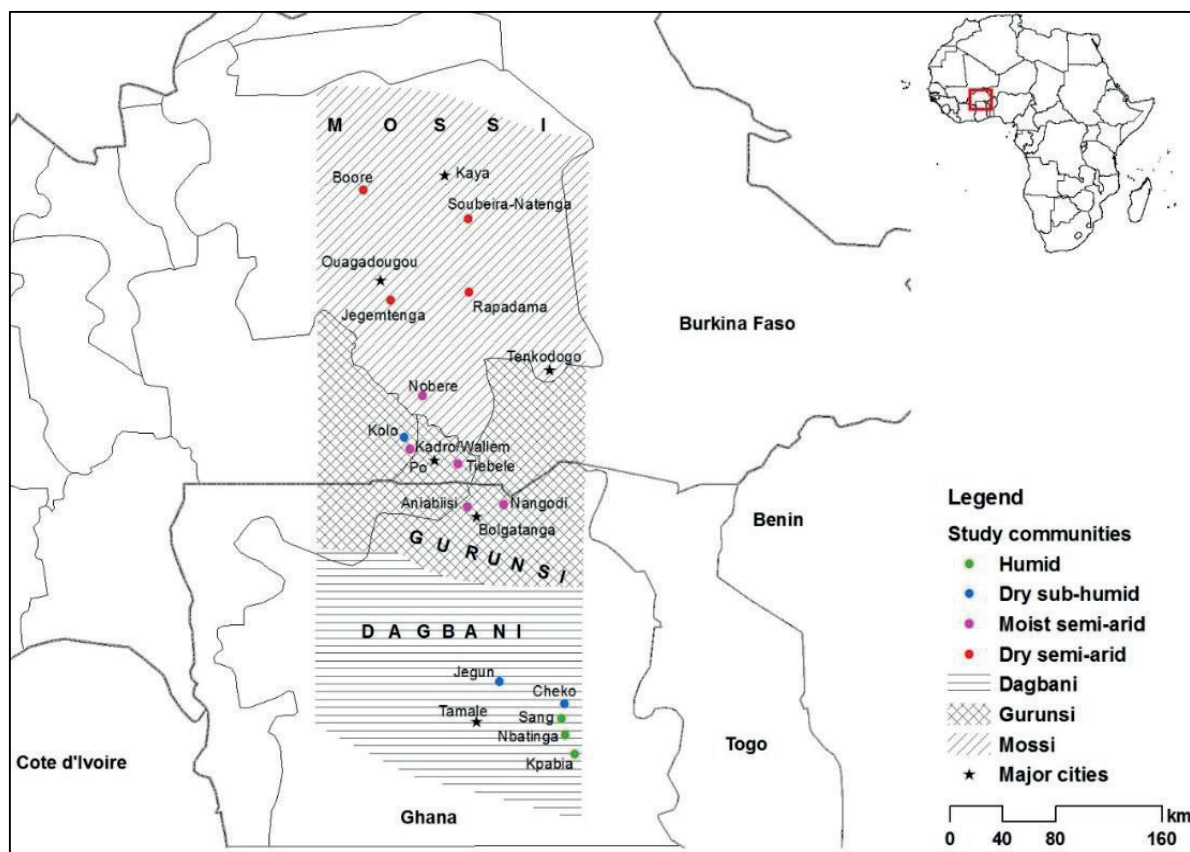 M O S S I
Boore
Kaya
Soubeira-Natenga
Ouagadougou
Jegemtenga
Rapadama
Burkina Faso
Tenkodogo
Nobere
Kolo
Kadro/Wallem
Po
Tiebele
Aniabiisi
Nangodi
Bolgatanga
G U R U N S I
Benin
D A G B A N I
Jegun
Cheko
Tamale
Sang
Nbatinga
Kpabia
Togo
Cote d'Ivoire
Ghana
Legend
Study communities
Humid
Dry sub-humid
Moist semi-arid
Dry semi-arid
Dagbani
Gurunsi
Mossi
Major cities
km
0 40 80 160